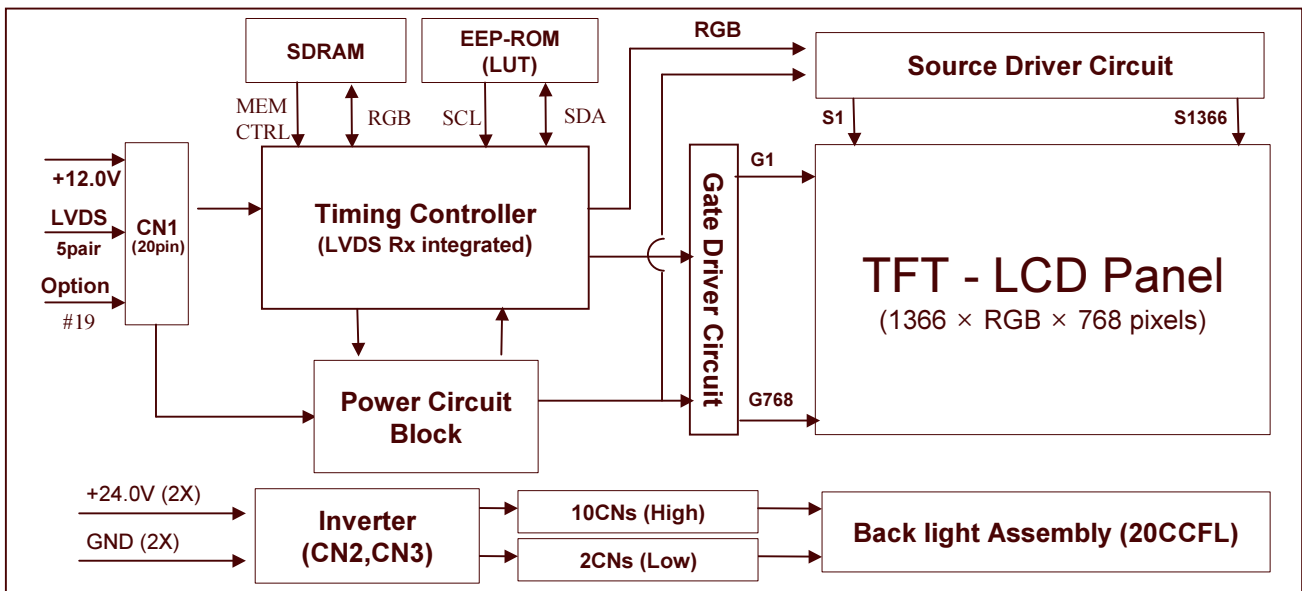 SDRAM
EEP-ROM
(LUT)
RGB
Source Driver Circuit
MEM
CTRL
RGB
SCL
SDA
S1
S1366
+12.0V
LVDS
5pair
Option
#19
CN1
(20pin)
Timing Controller
(LVDS Rx integrated)
Gate Driver Circuit
G1
G768
TFT - LCD Panel
(1366 × RGB × 768 pixels)
Power Circuit
Block
+24.0V (2X)
GND (2X)
Inverter
(CN2,CN3)
10CNs (High)
2CNs (Low)
Back light Assembly (20CCFL)